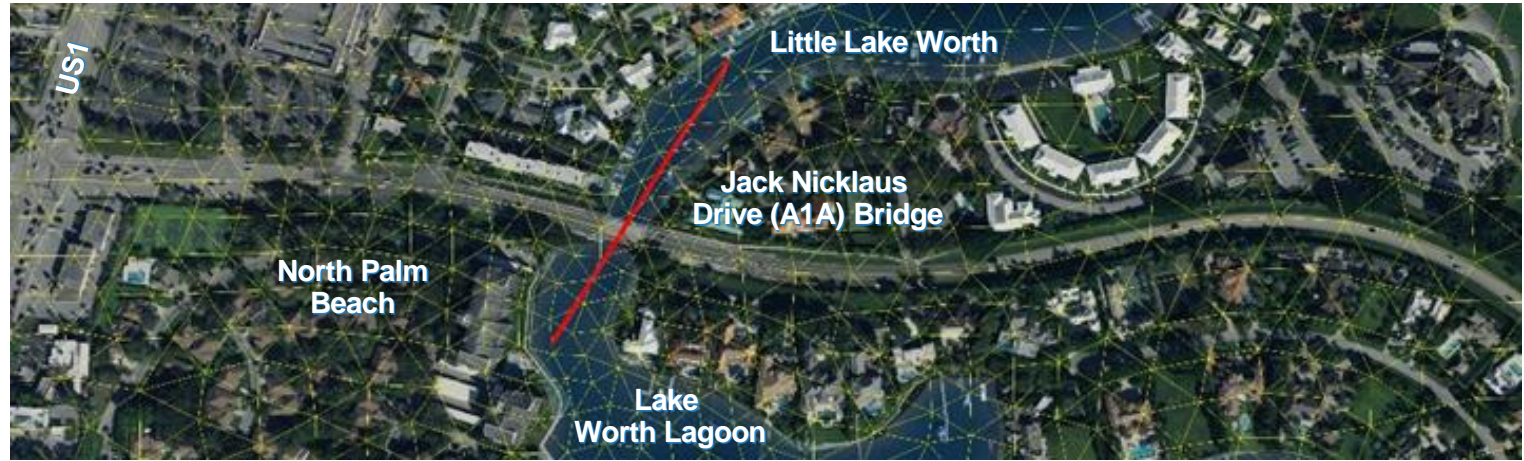 US1
Little Lake Worth
Jack Nicklaus
Drive (A1A) Bridge
North Palm
Beach
Lake
Worth Lagoon